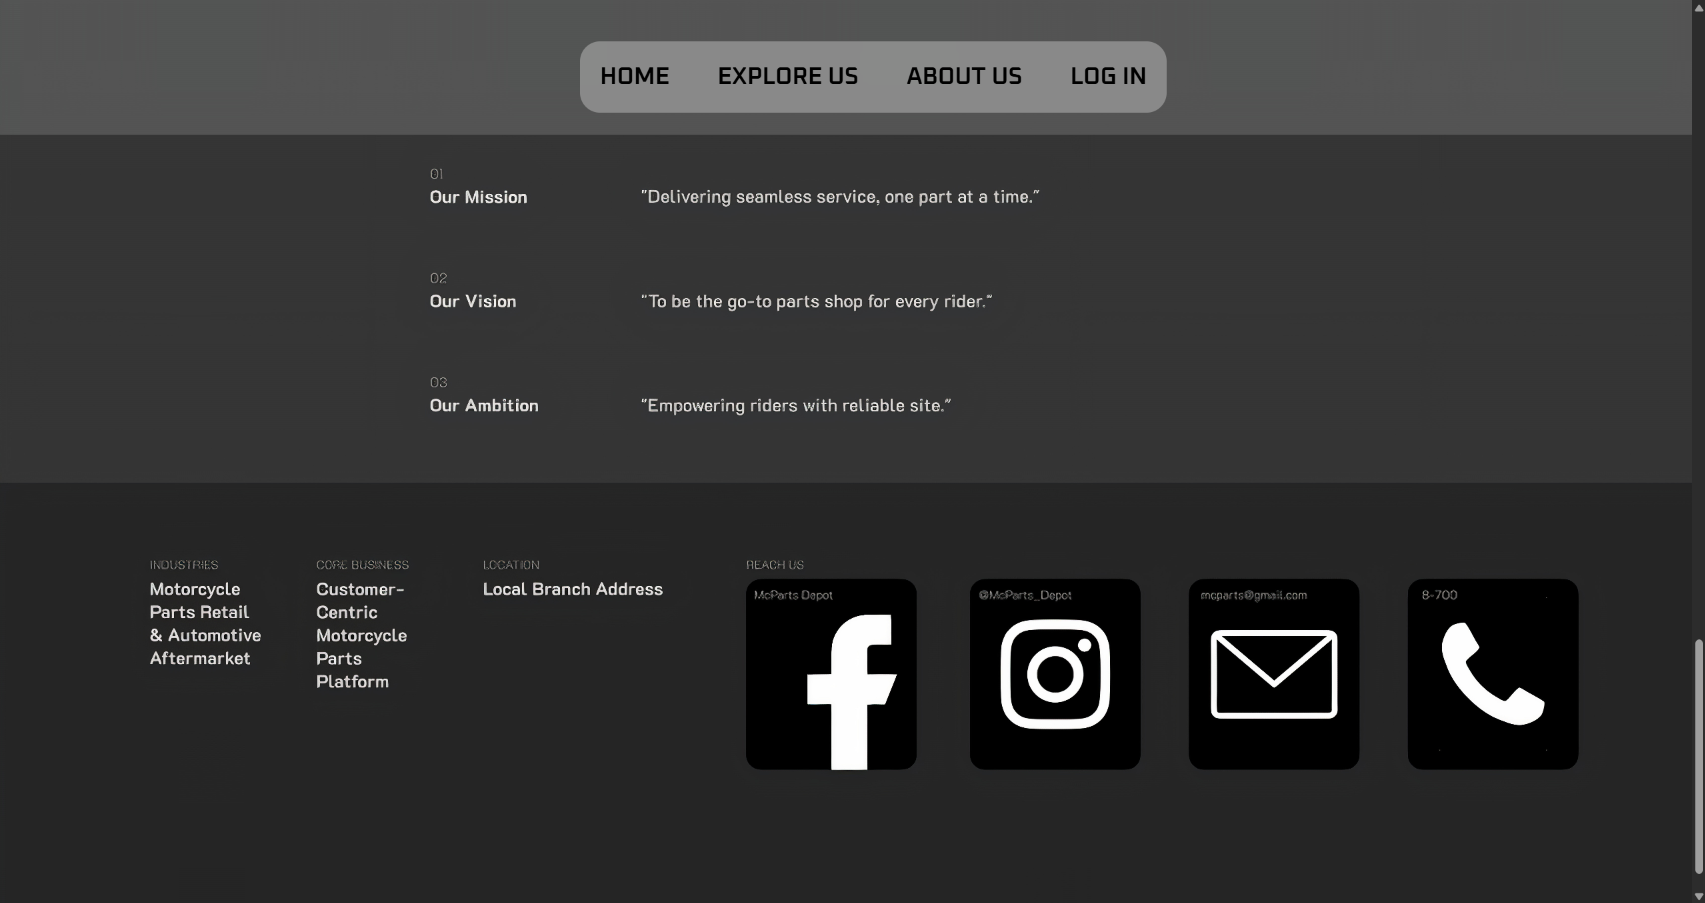 HOME EXPLORE US ABOUT US LOG IN
01
Our Mission "Delivering seamless service, one part at a time."
02
Our Vision "To be the go-to parts shop for every rider."
03
Our Ambition "Empowering riders with reliable site."
INDUSTRIES
Motorcycle
Parts Retail
& Automotive
Aftermarket
CORE BUSINESS
Customer-
Centric
Motorcycle
Parts
Platform
LOCATION
Local Branch Address
REACH US
McParts Depot
@McParts_Depot
mcparts@gmail.com
8-700